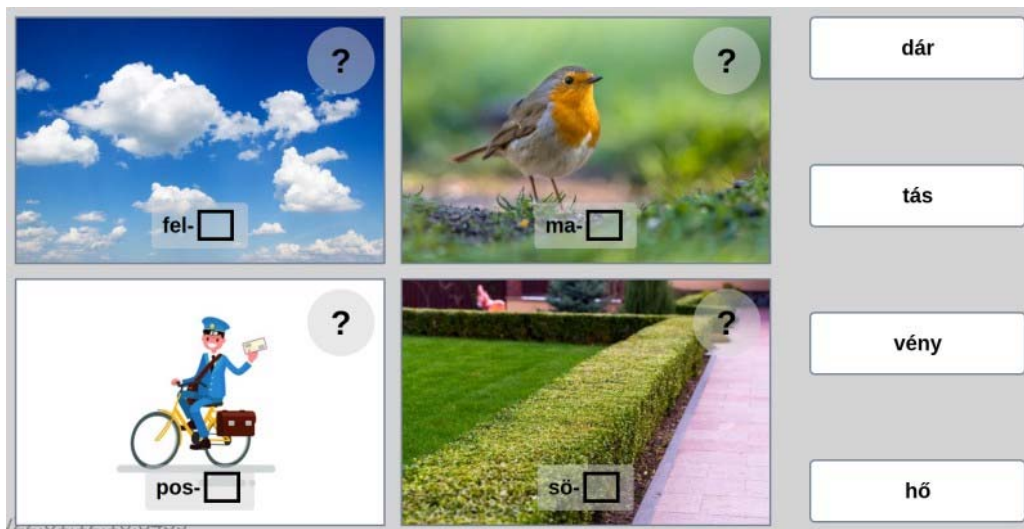 ?
?
dár
fel-
ma-
tás
?
?
vény
pos-
sö-
hő